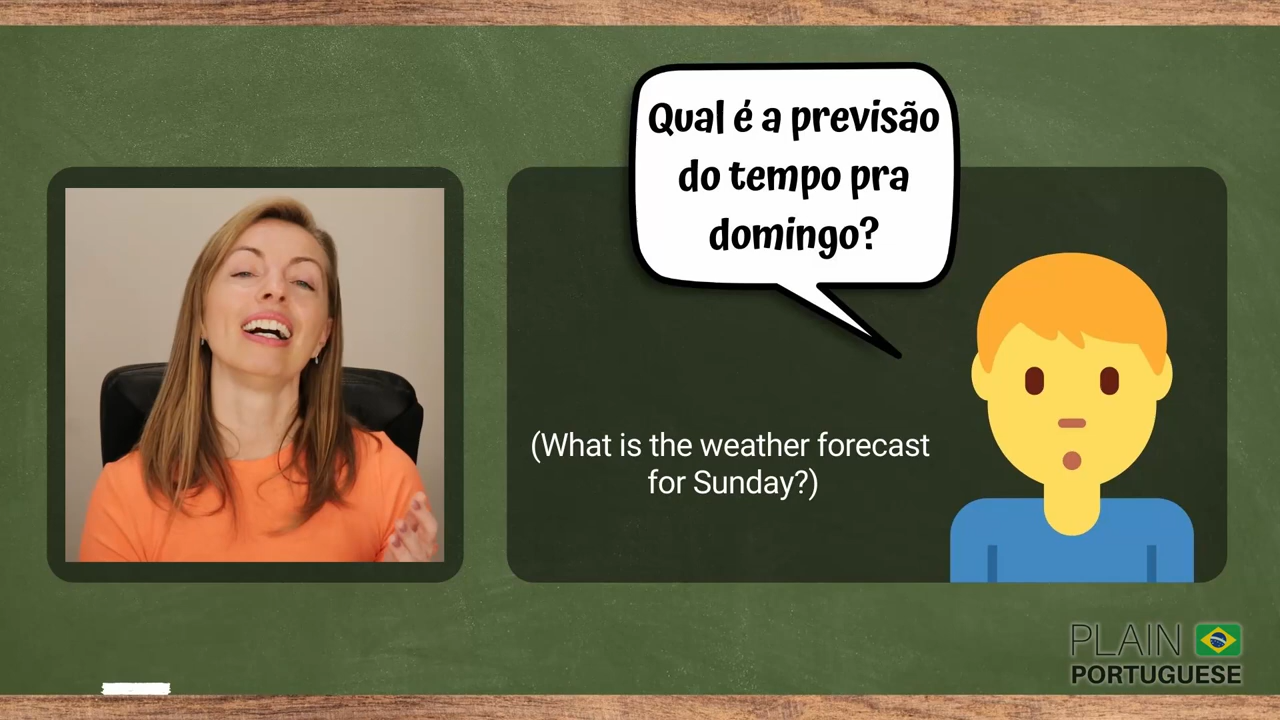 Qual é a previsão
do tempo pra
domingo?
(What is the weather forecast
for Sunday?)
PLAIN
PORTUGUESE